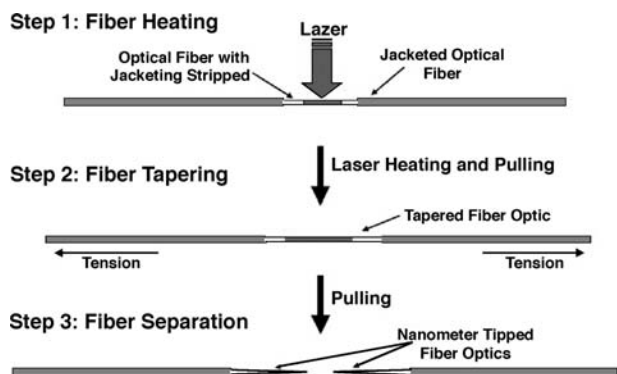 Step 1: Fiber Heating
Lazer
Optical Fiber with
Jacketing Stripped
Jacketed Optical
Fiber
Laser Heating and Pulling
Step 2: Fiber Tapering
Tapered Fiber Optic
Tension
Tension
Pulling
Step 3: Fiber Separation
Nanometer Tipped
Fiber Optics